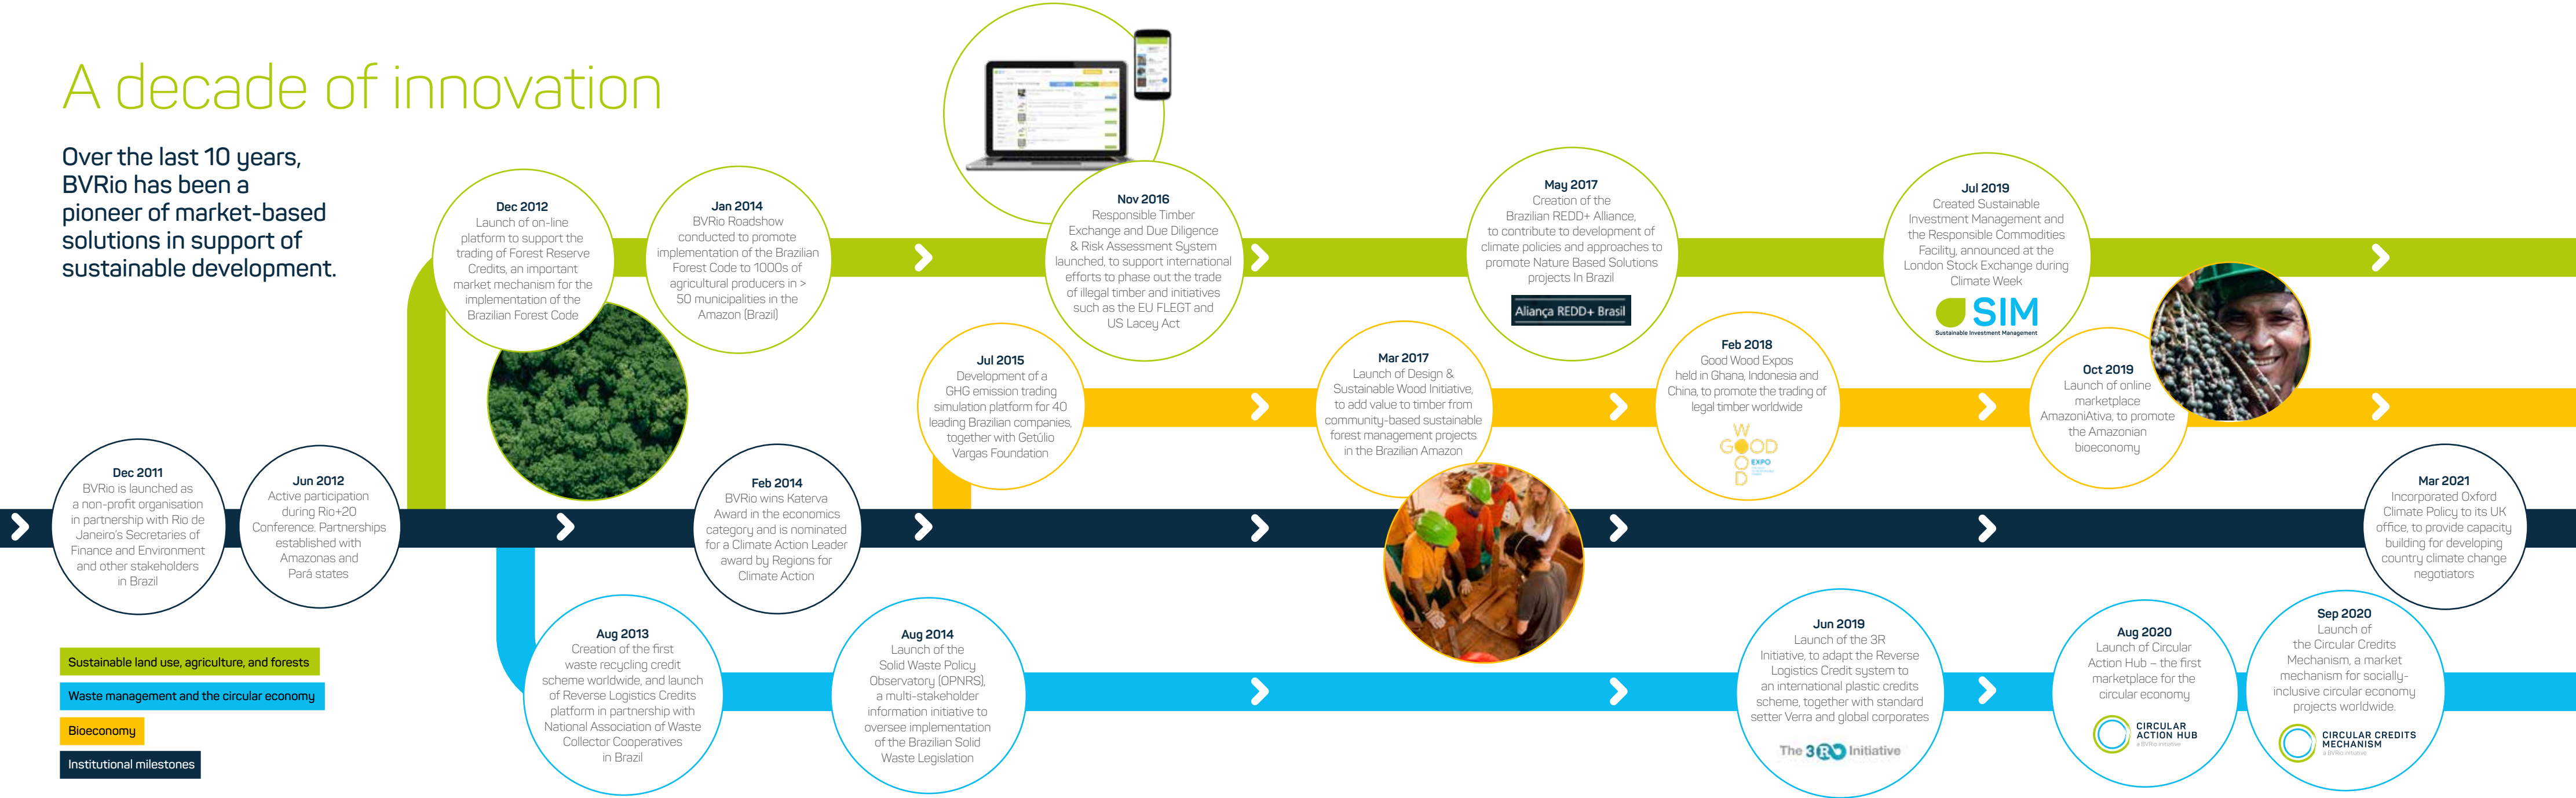 A decade of innovation
Over the last 10 years,
BVRio has been a
pioneer of market-based
solutions in support of
sustainable development.
Dec 2011
BVRio is launched as
a non-profit organisation
in partnership with Rio de
Janeiro's Secretaries of
Finance and Environment
and other stakeholders
in Brazil
Jun 2012
Active participation
during Rio+20
Conference. Partnerships
established with
Amazonas and
Pará states
Dec 2012
Launch of on-line
platform to support the
trading of Forest Reserve
Credits, an important
market mechanism for the
implementation of the
Brazilian Forest Code
Jan 2014
BVRio Roadshow
conducted to promote
implementation of the Brazilian
Forest Code to 1000s of
agricultural producers in >
50 municipalities in the
Amazon (Brazil)
Nov 2016
Responsible Timber
Exchange and Due Diligence
& Risk Assessment System
launched, to support international
efforts to phase out the trade
of illegal timber and initiatives
such as the EU FLEGT and
US Lacey Act
May 2017
Creation of the
Brazilian REDD+ Alliance,
to contribute to development of
climate policies and approaches to
promote Nature Based Solutions
projects In Brazil
Aliança REDD+ Brasil
Jul 2019
Created Sustainable
Investment Management and
the Responsible Commodities
Facility, announced at the
London Stock Exchange during
Climate Week
SIM
Sustainable Investment Management
Jul 2015
Development of a
GHG emission trading
simulation platform for 40
leading Brazilian companies,
together with Getúlio
Vargas Foundation
Mar 2017
Launch of Design &
Sustainable Wood Initiative,
to add value to timber from
community-based sustainable
forest management projects
in the Brazilian Amazon
Feb 2018
Good Wood Expos
held in Ghana, Indonesia and
China, to promote the trading of
legal timber worldwide
GOOD
WOOD
EXPO
Oct 2019
Launch of online
marketplace
AmazoniAtiva, to promote
the Amazonian
bioeconomy
Feb 2014
BVRio wins Katerva
Award in the economics
category and is nominated
for a Climate Action Leader
award by Regions for
Climate Action
Mar 2021
Incorporated Oxford
Climate Policy to its UK
office, to provide capacity
building for developing
country climate change
negotiators
Aug 2013
Creation of the first
waste recycling credit
scheme worldwide, and launch
of Reverse Logistics Credits
platform in partnership with
National Association of Waste
Collector Cooperatives
in Brazil
Aug 2014
Launch of the
Solid Waste Policy
Observatory (OPNRS),
a multi-stakeholder
information initiative to
oversee implementation
of the Brazilian Solid
Waste Legislation
Jun 2019
Launch of the 3R
Initiative, to adapt the Reverse
Logistics Credit system to
an international plastic credits
scheme, together with standard
setter Verra and global corporates
The 3R Initiative
Aug 2020
Launch of Circular
Action Hub – the first
marketplace for the
circular economy
CIRCULAR
ACTION HUB
a BVRio initiative
Sep 2020
Launch of
the Circular Credits
Mechanism, a market
mechanism for socially-
inclusive circular economy
projects worldwide.
CIRCULAR CREDITS
MECHANISM
a BVRio initiative
Sustainable land use, agriculture, and forests
Waste management and the circular economy
Bioeconomy
Institutional milestones